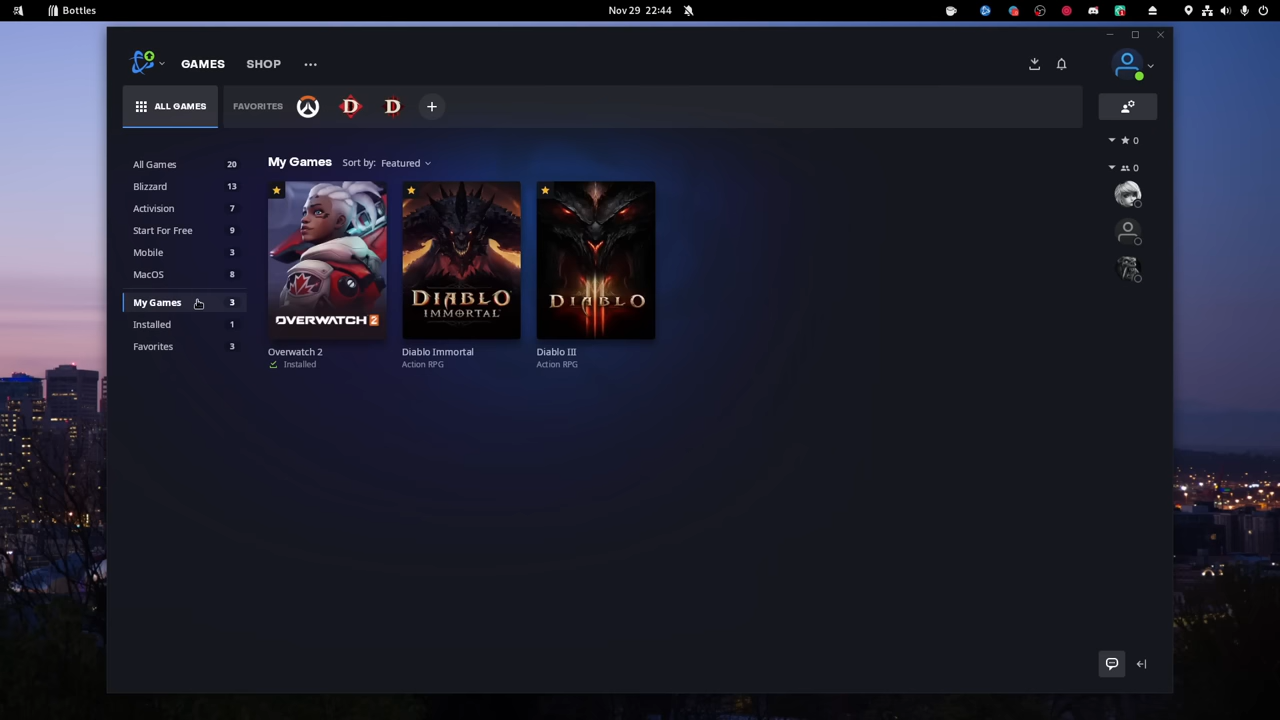 Bottles
Nov 29 22:44
GAMES
SHOP
ALL GAMES
FAVORITES
0
0
All Games 20
Blizzard 13
Activision 7
Start For Free 9
Mobile 3
MacOS 8
My Games 3
Installed 1
Favorites 3
My Games
Sort by: Featured
OVERWATCH 2
Overwatch 2
Installed
DIABLO
IMMORTAL
Diablo Immortal
Action RPG
DIABLO
III
Diablo III
Action RPG